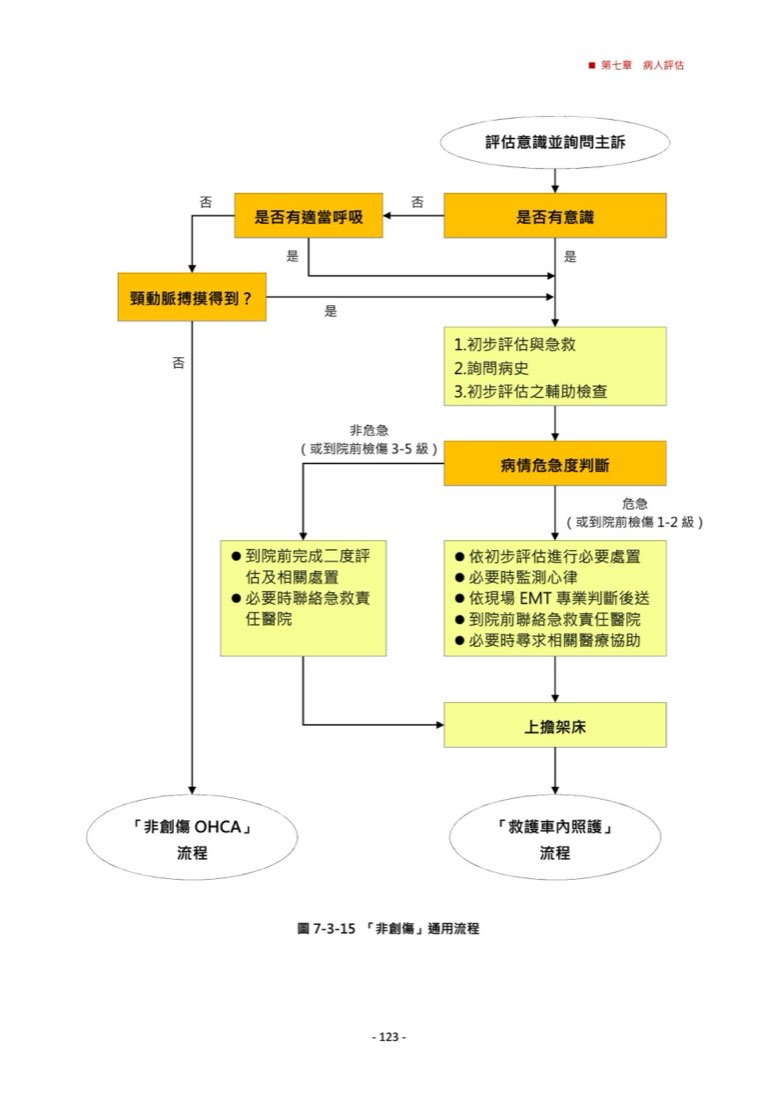 ■ 第七章 病人評估
評估意識並詢問主訴
是否有意識
否
是否有適當呼吸
否
是
是
頸動脈搏摸得到？
是
否
1.初步評估與急救
2.詢問病史
3.初步評估之輔助檢查
病情危急度判斷
非危急
（或到院前檢傷3-5級）
危急
（或到院前檢傷1-2級）
●到院前完成二度評
估及相關處置
●必要時聯絡急救責
任醫院
●依初步評估進行必要處置
●必要時監測心律
●依現場 EMT 專業判斷後送
●到院前聯絡急救責任醫院
●必要時尋求相關醫療協助
上擔架床
「非創傷 OHCA」
流程
「救護車內照護」
流程
圖 7-3-15 「非創傷」通用流程
- 123 -